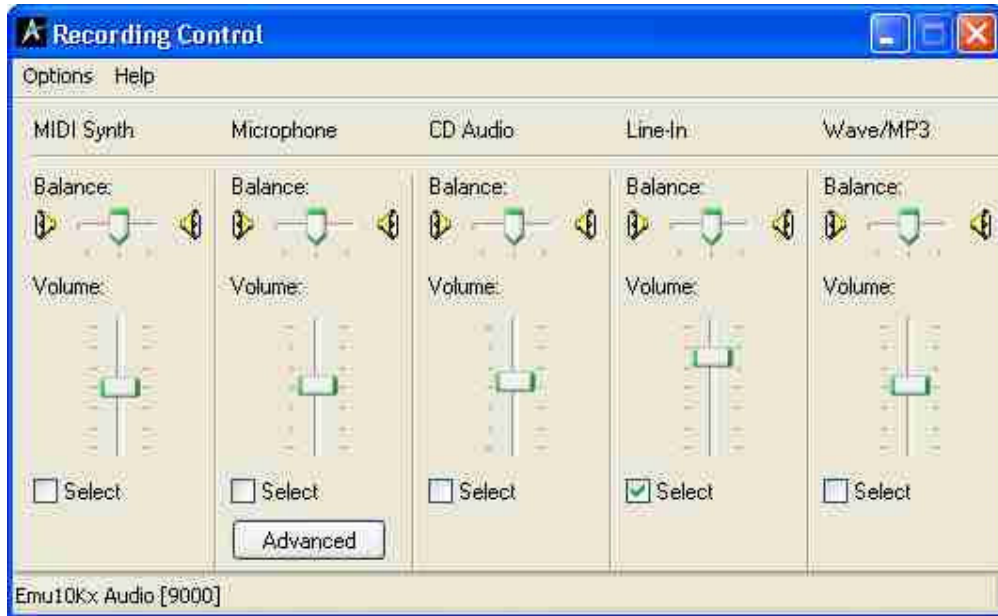 Recording Control
Options Help
MIDI Synth Microphone CD Audio Line-In Wave/MP3
Balance: Balance: Balance: Balance: Balance:
Volume: Volume: Volume: Volume: Volume:
Select Select Select Select Select
Advanced
Emu10Kx Audio [9000]